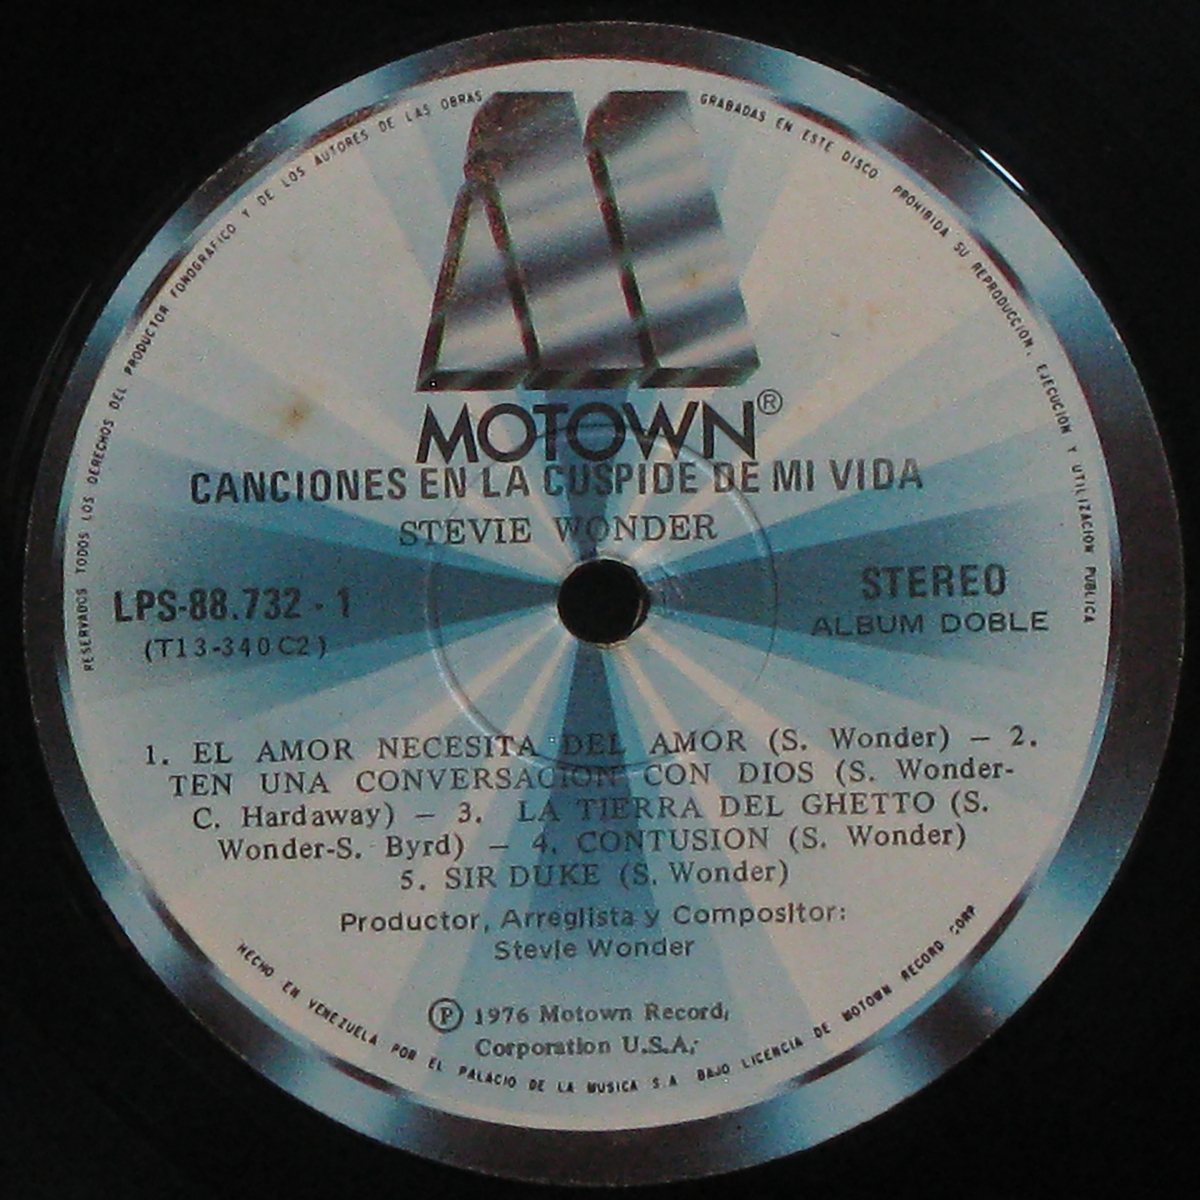 RESERVADOS TODOS LOS DERECHOS DEL PRODUCTOR FONOGRAFICO Y DE LOS AUTORES DE LAS OBRAS GRABADAS EN ESTE DISCO PROHIBIDA SU REPRODUCCION, EJECUCION Y UTILIZACION PUBLICA
MOTOWN®
CANCIONES EN LA CUSPIDE DE MI VIDA
STEVIE WONDER
LPS-88.732 - 1
(T13-340C2)
STEREO
ALBUM DOBLE
1. EL AMOR NECESITA DEL AMOR (S. Wonder) — 2.
TEN UNA CONVERSACION CON DIOS (S. Wonder-
C. Hardaway) — 3. LA TIERRA DEL GHETTO (S.
Wonder-S. Byrd) — 4. CONTUSION (S. Wonder)
5. SIR DUKE (S. Wonder)
Productor, Arreglista y Compositor:
Stevie Wonder
℗ 1976 Motown Record,
Corporation U.S.A,
HECHO EN VENEZUELA POR EL PALACIO DE LA MUSICA S.A BAJO LICENCIA DE MOTOWN RECORD CORP